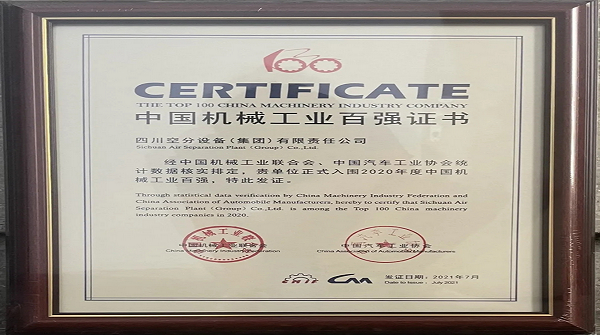 100
CERTIFICATE
THE TOP 100 CHINA MACHINERY INDUSTRY COMPANY
中国机械工业百强证书
四川空分设备(集团)有限责任公司
Sichuan Air Separation Plant (Group) Co.,Ltd.
经中国机械工业联合会、中国汽车工业协会统
计数据核实排定，贵单位正式入围2020年度中国机
械工业百强，特此发证。
Through statistical data verification by China Machinery Industry Federation and
China Association of Automobile Manufacturers, hereby to certify that Sichuan Air
Separation Plant (Group) Co.,Ltd. is among the Top 100 China machinery
industry companies in 2020.
中国机械工业联合会
China Machinery Industry Federation
中国汽车工业协会
China Association of Automobile Manufacturers
CMIF
发证日期：2021年7月
Date to Issue: July 2021